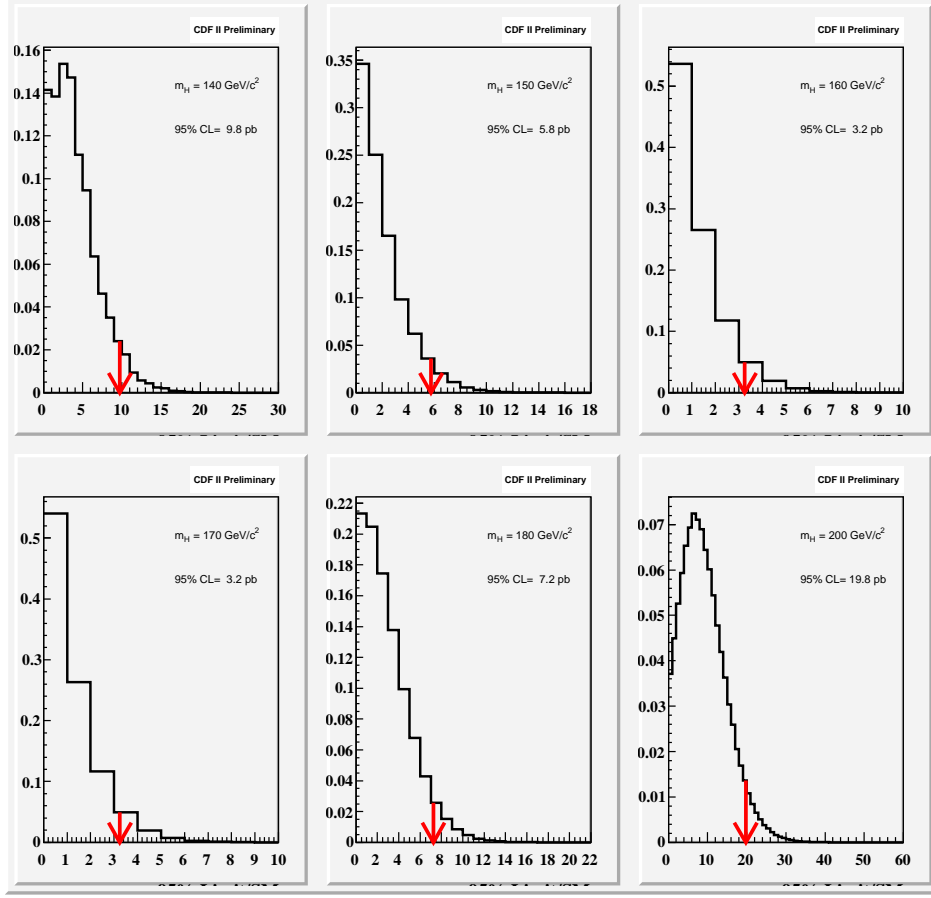 CDF II Preliminary
m_H = 140 GeV/c^2
95% CL= 9.8 pb
0.16
0.14
0.12
0.1
0.08
0.06
0.04
0.02
0
0 5 10 15 20 25 30
CDF II Preliminary
m_H = 150 GeV/c^2
95% CL= 5.8 pb
0.35
0.3
0.25
0.2
0.15
0.1
0.05
0
0 2 4 6 8 10 12 14 16 18
CDF II Preliminary
m_H = 160 GeV/c^2
95% CL= 3.2 pb
0.5
0.4
0.3
0.2
0.1
0
0 1 2 3 4 5 6 7 8 9 10
CDF II Preliminary
m_H = 170 GeV/c^2
95% CL= 3.2 pb
0.5
0.4
0.3
0.2
0.1
0
0 1 2 3 4 5 6 7 8 9 10
CDF II Preliminary
m_H = 180 GeV/c^2
95% CL= 7.2 pb
0.22
0.2
0.18
0.16
0.14
0.12
0.1
0.08
0.06
0.04
0.02
0
0 2 4 6 8 10 12 14 16 18 20 22
CDF II Preliminary
m_H = 200 GeV/c^2
95% CL= 19.8 pb
0.07
0.06
0.05
0.04
0.03
0.02
0.01
0
0 10 20 30 40 50 60